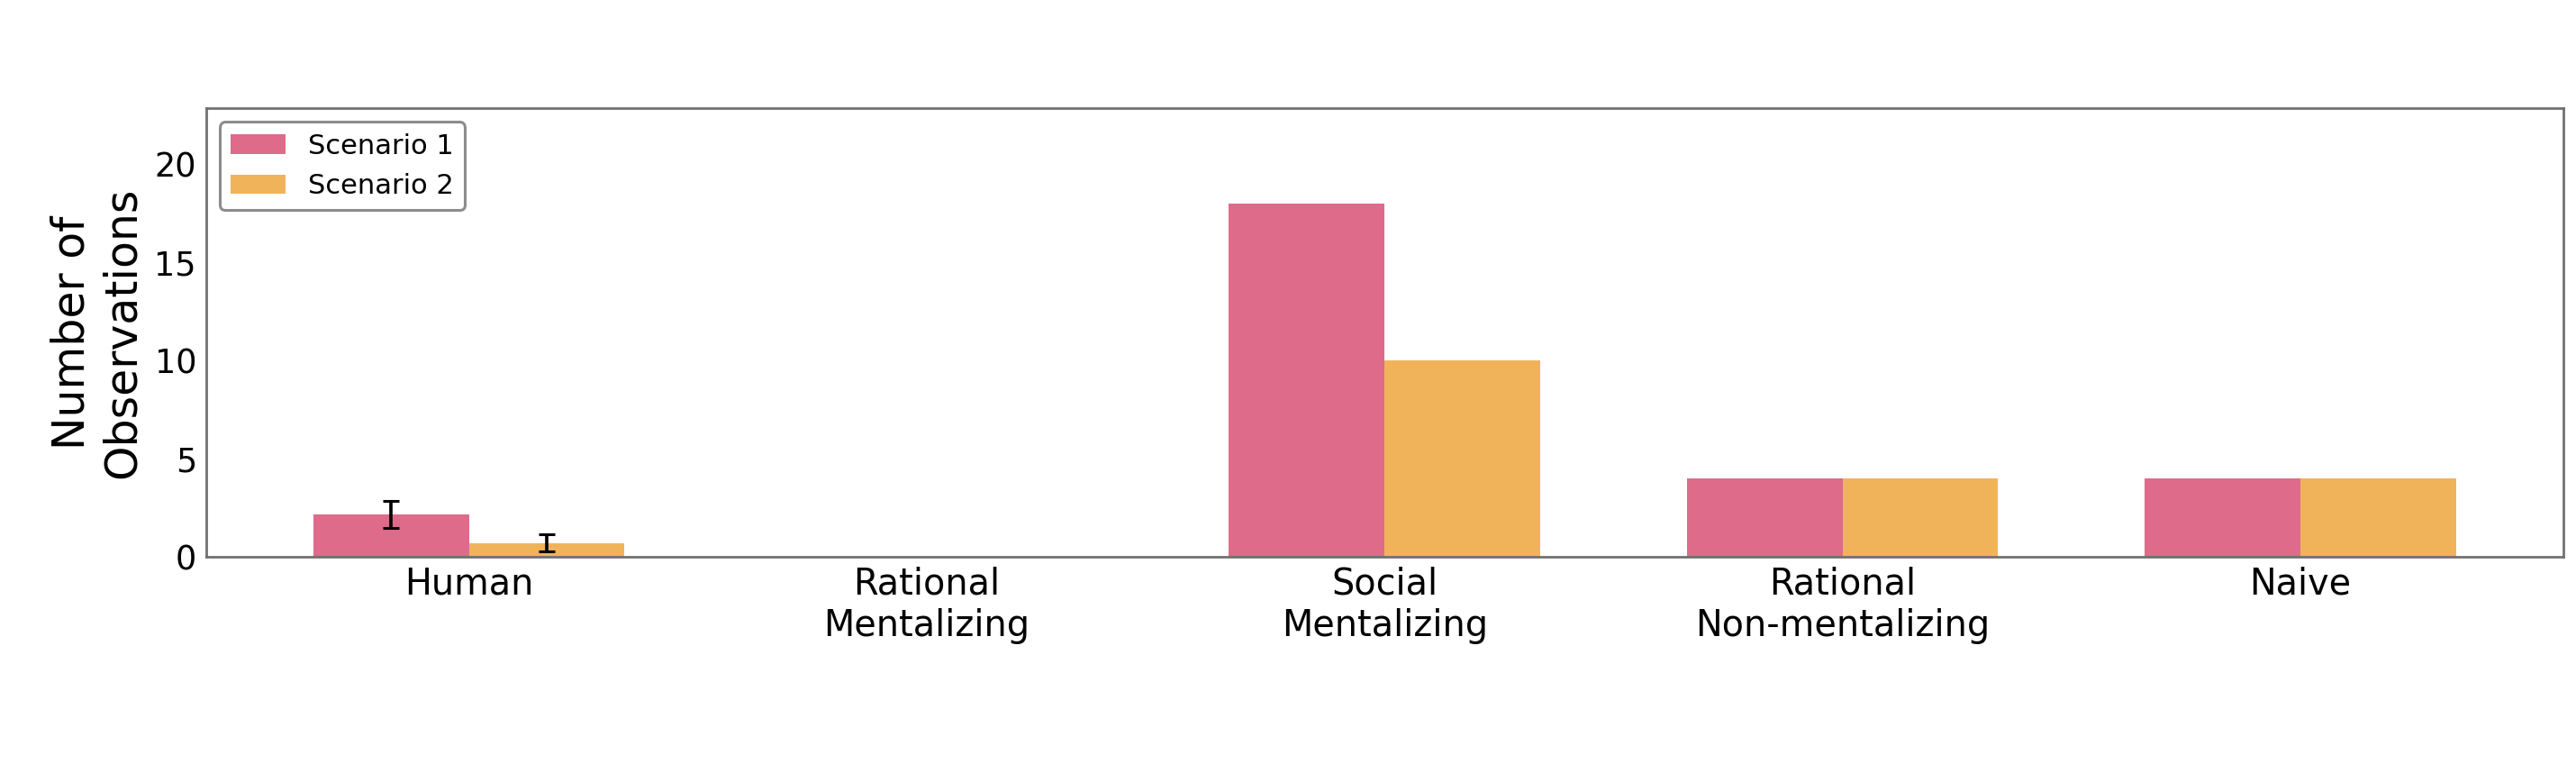 Number of
Observations
20
15
10
5
0
Scenario 1
Scenario 2
Human
Rational
Mentalizing
Social
Mentalizing
Rational
Non-mentalizing
Naive